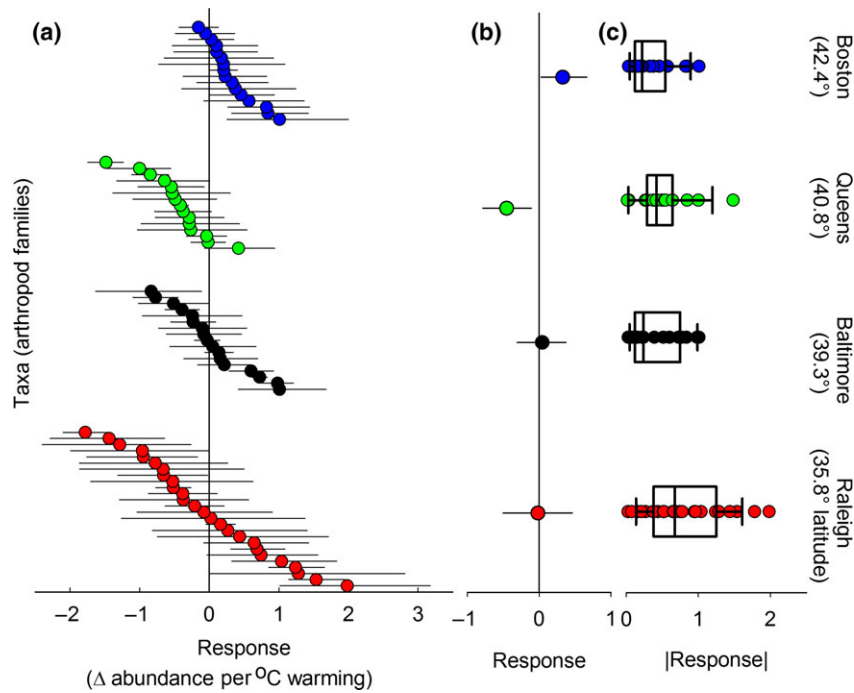 (a)
(b)
(c)
Boston
(42.4°)
Queens
(40.8°)
Baltimore
(39.3°)
Raleigh
(35.8° latitude)
Taxa (arthropod families)
−2 −1 0 1 2 3
−1 0 1
0 1 2
Response
(Δ abundance per ᴼC warming)
Response
|Response|